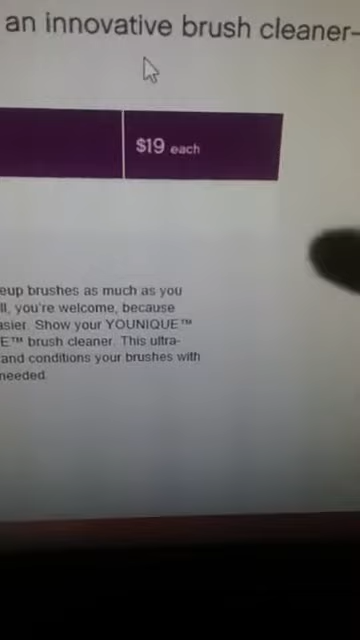 an innovative brush cleaner–
$19 each
eup brushes as much as you
ll, you're welcome, because
asier. Show your YOUNIQUE™
E™ brush cleaner. This ultra-
and conditions your brushes with
needed.